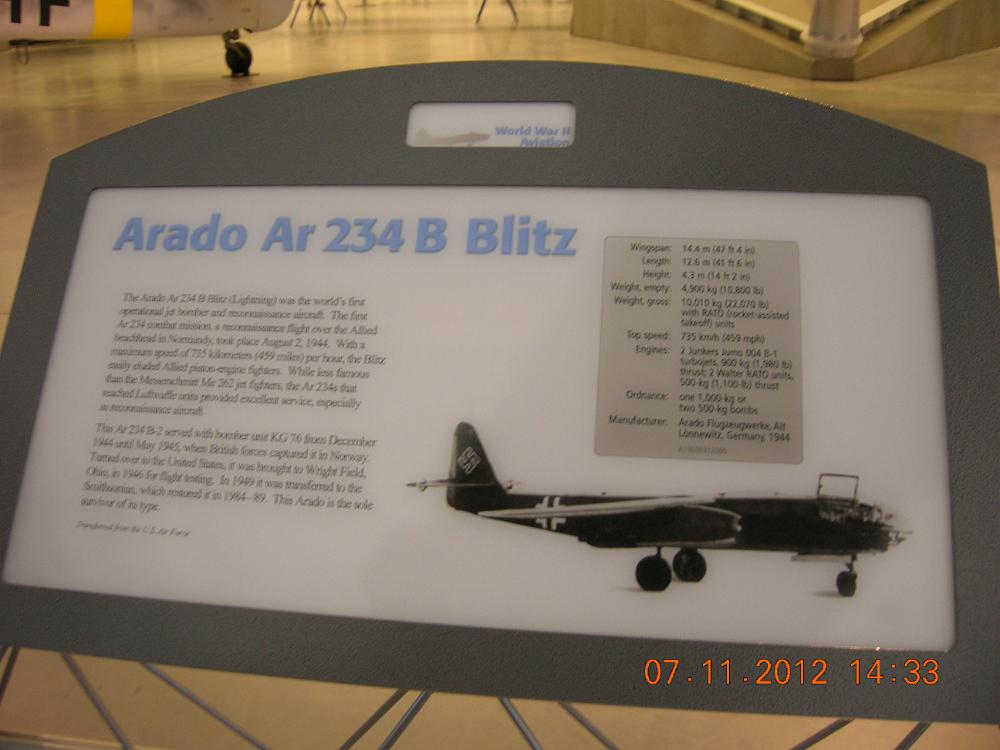 World War II
Aviation
Arado Ar 234 B Blitz
The Arado Ar 234 B Blitz (Lightning) was the world's first
operational jet bomber and reconnaissance aircraft. The first
Ar 234 combat mission, a reconnaissance flight over the Allied
beachhead in Normandy, took place August 2, 1944. With a
maximum speed of 735 kilometers (459 miles) per hour, the Blitz
easily eluded Allied piston-engine fighters. While less famous
than the Messerschmitt Me 262 jet fighters, the Ar 234s that
reached Luftwaffe units provided excellent service, especially
as reconnaissance aircraft.
This Ar 234 B-2 served with bomber unit KG 76 from December
1944 until May 1945, when British forces captured it in Norway.
Turned over to the United States, it was brought to Wright Field,
Ohio, in 1946 for flight testing. In 1949 it was transferred to the
Smithsonian, which restored it in 1984–89. This Arado is the sole
survivor of its type.
Transferred from the U.S. Air Force
Wingspan: 14.4 m (47 ft 4 in)
Length: 12.6 m (41 ft 6 in)
Height: 4.3 m (14 ft 2 in)
Weight, empty: 4,900 kg (10,800 lb)
Weight, gross: 10,010 kg (22,070 lb)
with RATO (rocket-assisted
takeoff) units
Top speed: 735 km/h (459 mph)
Engines: 2 Junkers Jumo 004 B-1
turbojets, 900 kg (1,980 lb)
thrust; 2 Walter RATO units,
500-kg (1,100-lb) thrust
Ordnance: one 1,000-kg or
two 500-kg bombs
Manufacturer: Arado Flugzeugwerke, Alt
Lönnewitz, Germany, 1944
07.11.2012 14:33